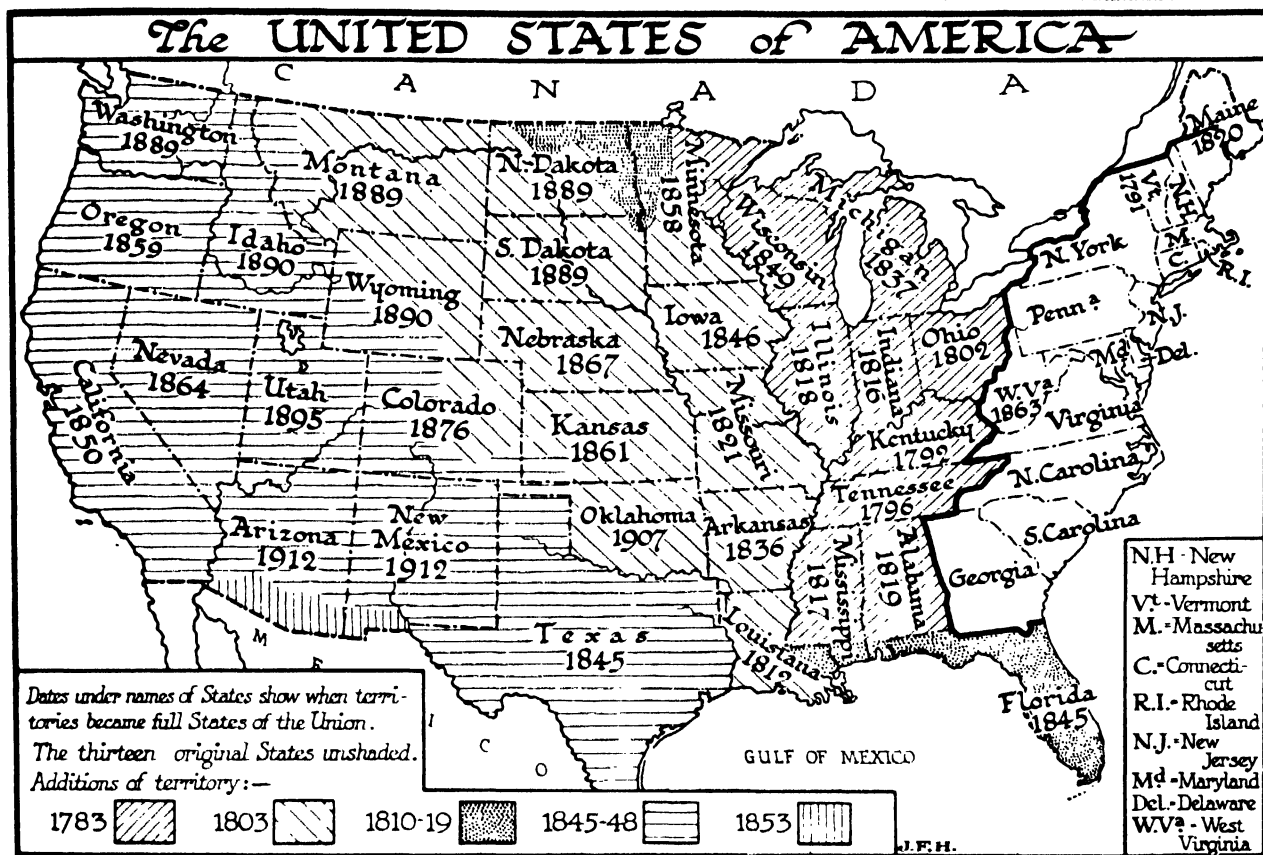 The UNITED STATES of AMERICA
C A N A D A
Washington
1889
Montana
1889
N. Dakota
1889
Minnesota
1858
Maine
1820
Vt.
1791
N.H.
Oregon
1859
Idaho
1890
S. Dakota
1889
Wisconsin
1849
Michigan
1837
N. York
M.
C.
R.I.
Wyoming
1890
Iowa
1846
Penn.a
N.J.
Nevada
1864
Nebraska
1867
Illinois
1818
Indiana
1816
Ohio
1802
Md.
Del.
California
1850
Utah
1895
Colorado
1876
Kansas
1861
Missouri
1821
W.Va
1863
Virginia
Kentucky
1792
N. Carolina
Tennessee
1796
Arizona
1912
New
Mexico
1912
Oklahoma
1907
Arkansas
1836
Mississippi
1817
Alabama
1819
S. Carolina
Georgia
Texas
1845
Louisiana
1812
Florida
1845
M E I C O
GULF OF MEXICO
Dates under names of States show when terri-
tories became full States of the Union.
The thirteen original States unshaded.
Additions of territory:—
1783 1803 1810-19 1845-48 1853
J.F.H.
N.H - New
Hampshire
Vt.-Vermont
M.=Massachu
setts
C.=Connecti-
cut
R.I.=Rhode
Island
N.J.=New
Jersey
Md.=Maryland
Del.=Delaware
W.Va.- West
Virginia